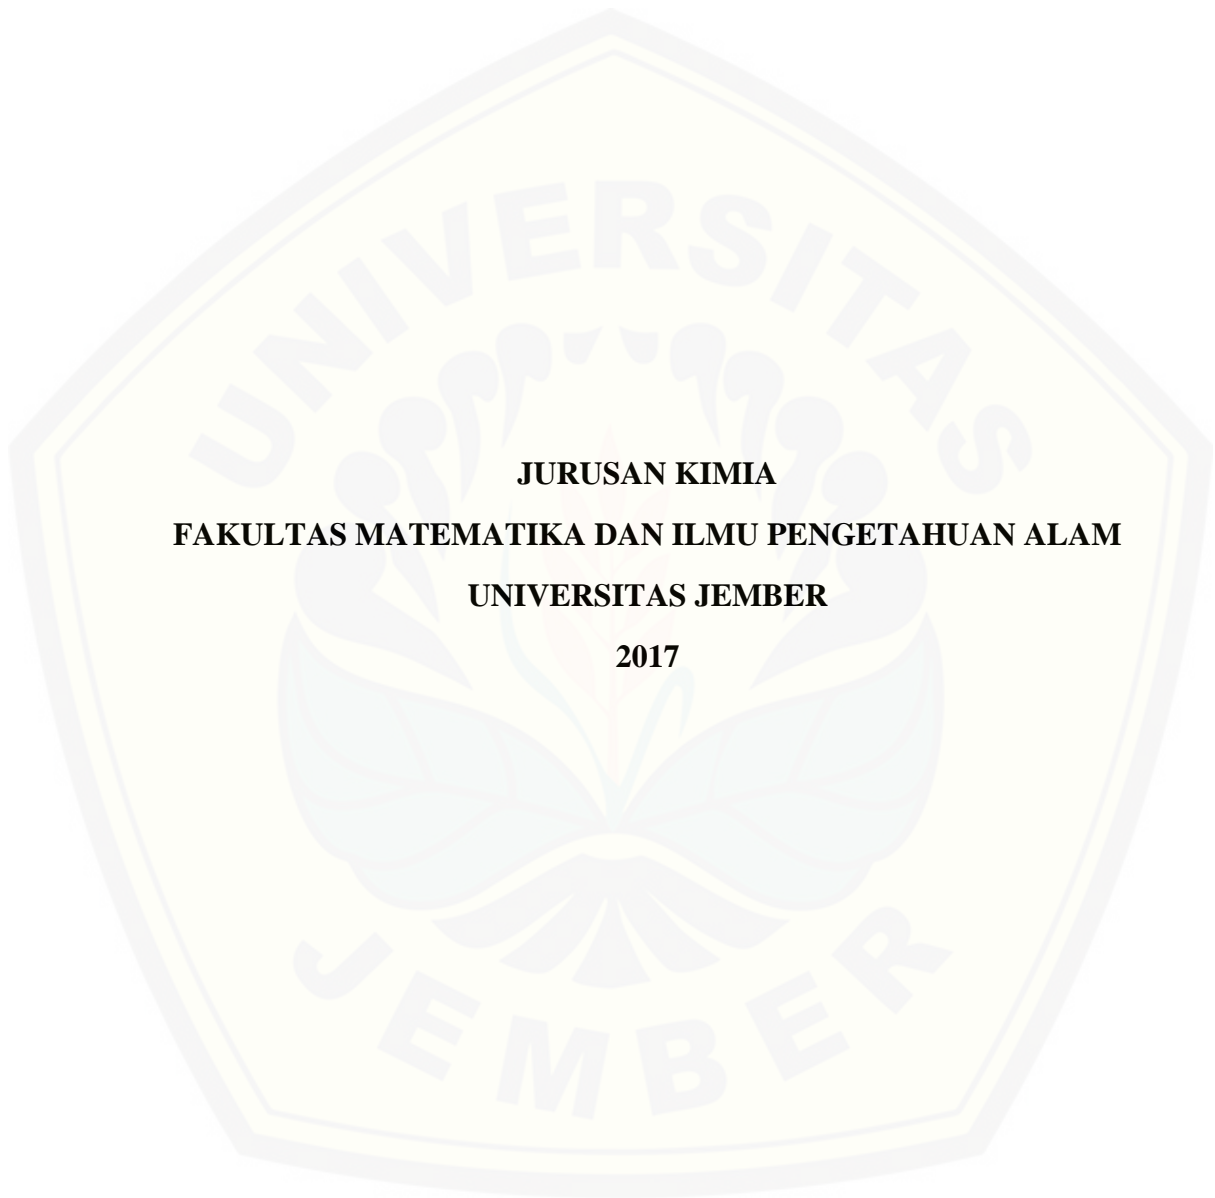 UNIVERSITAS
JURUSAN KIMIA
FAKULTAS MATEMATIKA DAN ILMU PENGETAHUAN ALAM
UNIVERSITAS JEMBER
2017
JEMBER